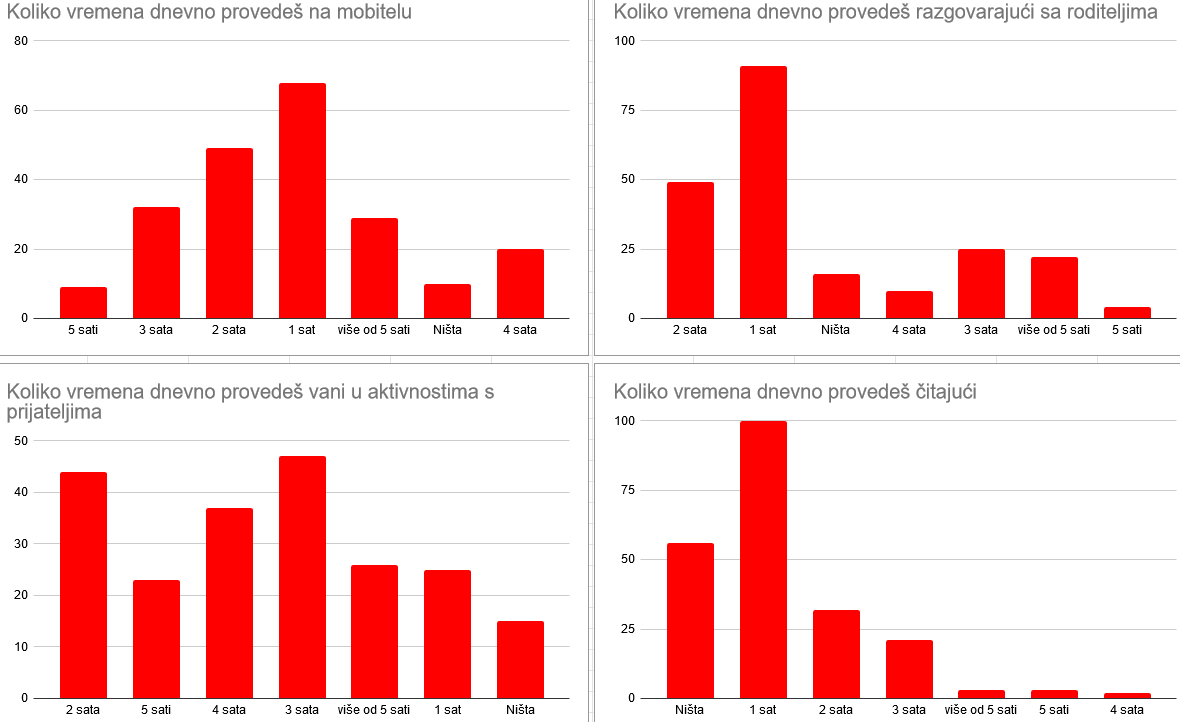 Koliko vremena dnevno provedeš na mobitelu
80
60
40
20
0
5 sati
3 sata
2 sata
1 sat
više od 5 sati
Ništa
4 sata
Koliko vremena dnevno provedeš razgovarajući sa roditeljima
100
75
50
25
0
2 sata
1 sat
Ništa
4 sata
3 sata
više od 5 sati
5 sati
Koliko vremena dnevno provedeš vani u aktivnostima s
prijateljima
50
40
30
20
10
0
2 sata
5 sati
4 sata
3 sata
više od 5 sati
1 sat
Ništa
Koliko vremena dnevno provedeš čitajući
100
75
50
25
0
Ništa
1 sat
2 sata
3 sata
više od 5 sati
5 sati
4 sata